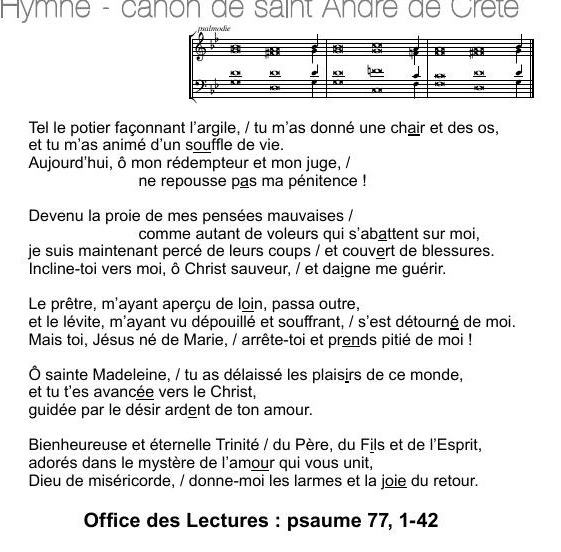 Hymne - canon de saint André de Crète
psalmodie
Tel le potier façonnant l’argile, / tu m'as donné une chair et des os,
et tu m’as animé d’un souffle de vie.
Aujourd’hui, ô mon rédempteur et mon juge, /
ne repousse pas ma pénitence !
Devenu la proie de mes pensées mauvaises /
comme autant de voleurs qui s’abattent sur moi,
je suis maintenant percé de leurs coups / et couvert de blessures.
Incline-toi vers moi, ô Christ sauveur, / et daigne me guérir.
Le prêtre, m’ayant aperçu de loin, passa outre,
et le lévite, m’ayant vu dépouillé et souffrant, / s’est détourné de moi.
Mais toi, Jésus né de Marie, / arrête-toi et prends pitié de moi !
Ô sainte Madeleine, / tu as délaissé les plaisirs de ce monde,
et tu t’es avancée vers le Christ,
guidée par le désir ardent de ton amour.
Bienheureuse et éternelle Trinité / du Père, du Fils et de l’Esprit,
adorés dans le mystère de l’amour qui vous unit,
Dieu de miséricorde, / donne-moi les larmes et la joie du retour.
Office des Lectures : psaume 77, 1-42